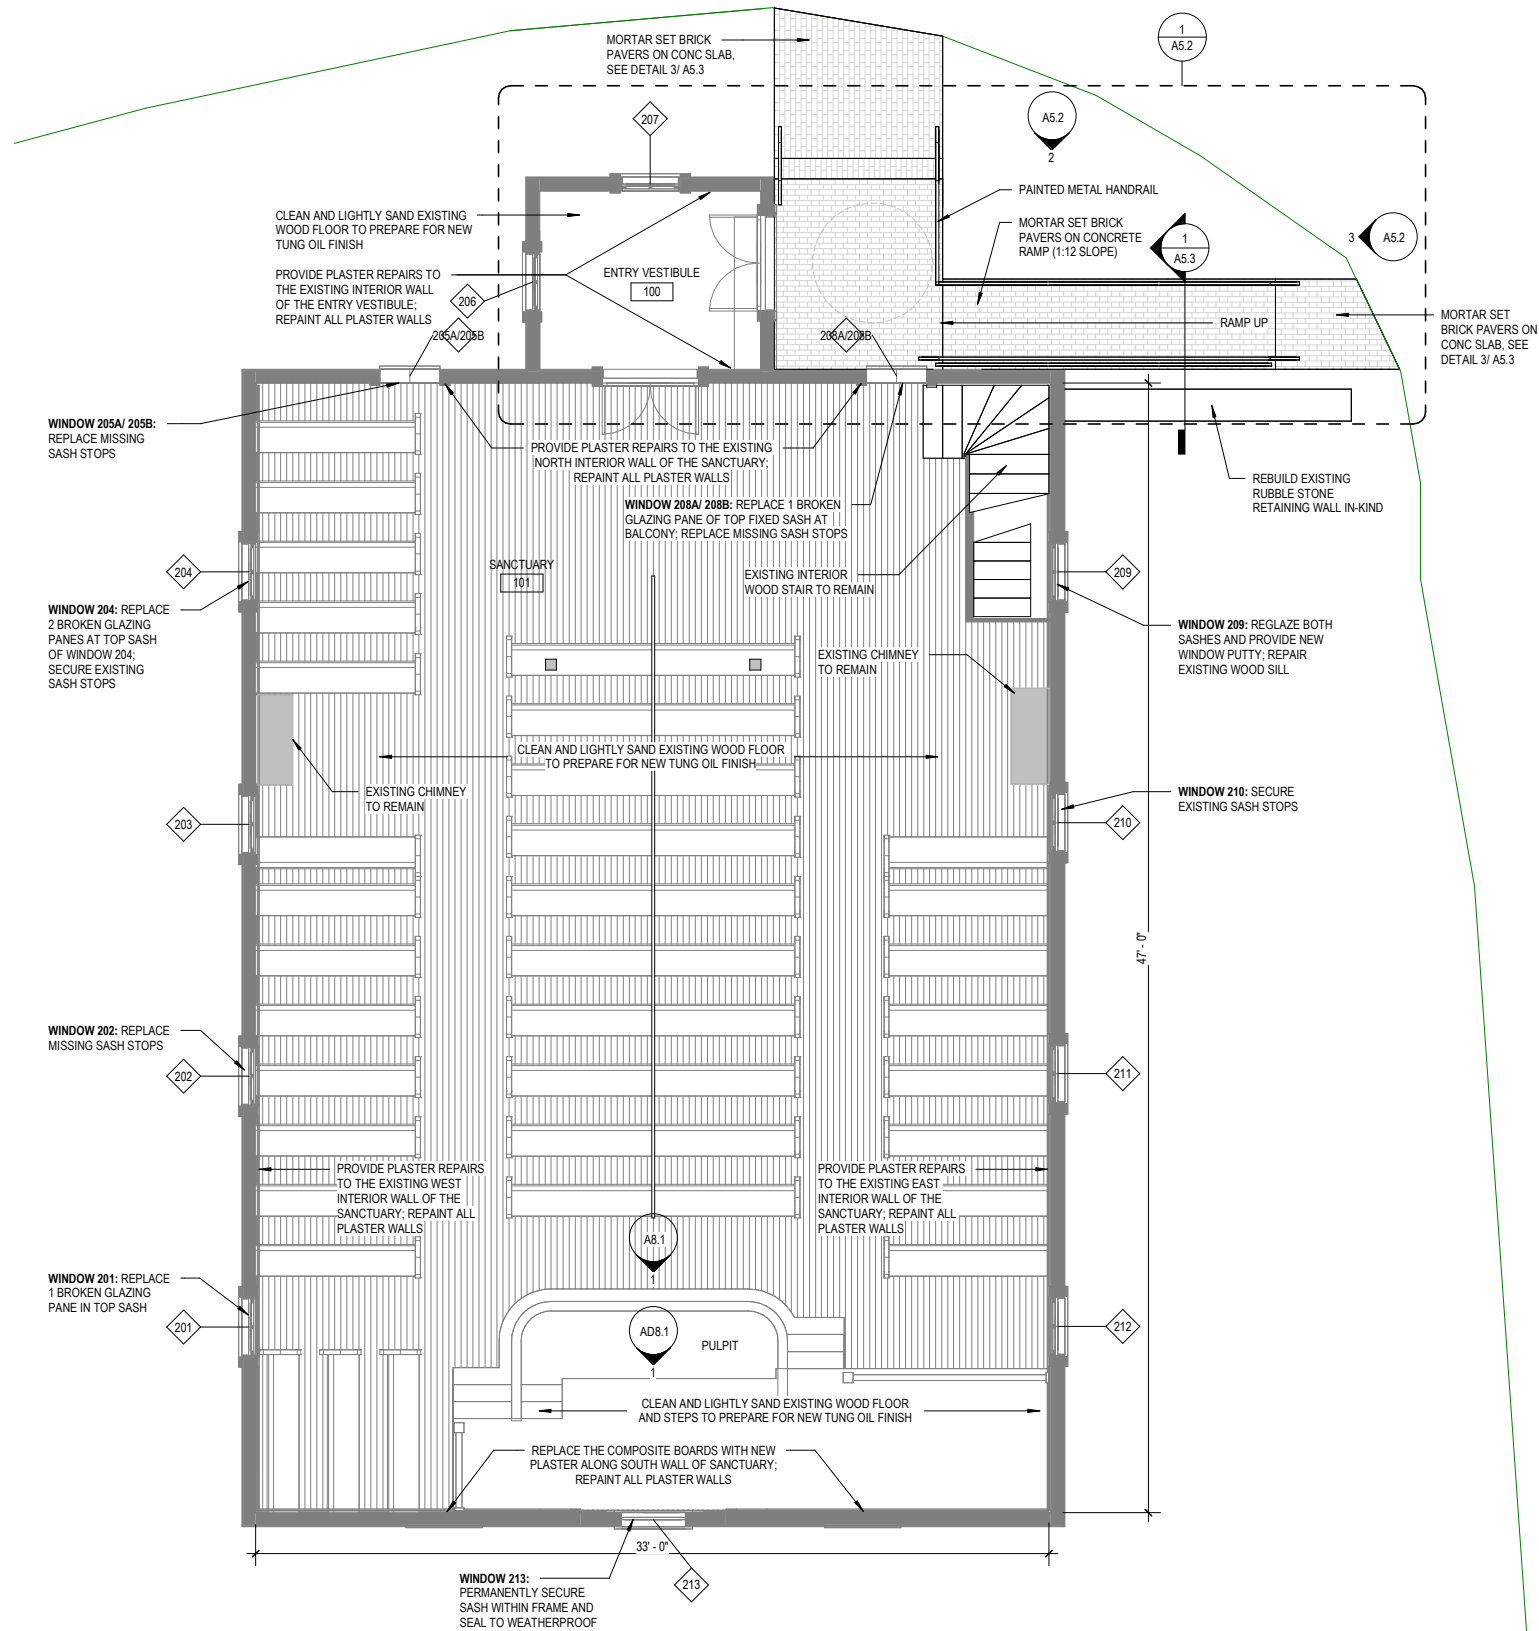 MORTAR SET BRICK
PAVERS ON CONC SLAB,
SEE DETAIL 3/ A5.3
1
A5.2
A5.2
2
207
PAINTED METAL HANDRAIL
CLEAN AND LIGHTLY SAND EXISTING
WOOD FLOOR TO PREPARE FOR NEW
TUNG OIL FINISH
MORTAR SET BRICK
PAVERS ON CONCRETE
RAMP (1:12 SLOPE)
1
A5.3
3
A5.2
PROVIDE PLASTER REPAIRS TO
THE EXISTING INTERIOR WALL
OF THE ENTRY VESTIBULE;
REPAINT ALL PLASTER WALLS
ENTRY VESTIBULE
100
206
205A/205B
208A/208B
RAMP UP
MORTAR SET
BRICK PAVERS ON
CONC SLAB, SEE
DETAIL 3/ A5.3
WINDOW 205A/ 205B:
REPLACE MISSING
SASH STOPS
PROVIDE PLASTER REPAIRS TO THE EXISTING
NORTH INTERIOR WALL OF THE SANCTUARY;
REPAINT ALL PLASTER WALLS
REBUILD EXISTING
RUBBLE STONE
RETAINING WALL IN-KIND
WINDOW 208A/ 208B: REPLACE 1 BROKEN
GLAZING PANE OF TOP FIXED SASH AT
BALCONY; REPLACE MISSING SASH STOPS
204
SANCTUARY
101
EXISTING INTERIOR
WOOD STAIR TO REMAIN
209
WINDOW 204: REPLACE
2 BROKEN GLAZING
PANES AT TOP SASH
OF WINDOW 204;
SECURE EXISTING
SASH STOPS
WINDOW 209: REGLAZE BOTH
SASHES AND PROVIDE NEW
WINDOW PUTTY; REPAIR
EXISTING WOOD SILL
EXISTING CHIMNEY
TO REMAIN
CLEAN AND LIGHTLY SAND EXISTING WOOD FLOOR
TO PREPARE FOR NEW TUNG OIL FINISH
EXISTING CHIMNEY
TO REMAIN
WINDOW 210: SECURE
EXISTING SASH STOPS
203
210
47' - 0"
WINDOW 202: REPLACE
MISSING SASH STOPS
202
211
PROVIDE PLASTER REPAIRS
TO THE EXISTING WEST
INTERIOR WALL OF THE
SANCTUARY; REPAINT ALL
PLASTER WALLS
PROVIDE PLASTER REPAIRS
TO THE EXISTING EAST
INTERIOR WALL OF THE
SANCTUARY; REPAINT ALL
PLASTER WALLS
A8.1
1
WINDOW 201: REPLACE
1 BROKEN GLAZING
PANE IN TOP SASH
201
AD8.1
1
PULPIT
212
CLEAN AND LIGHTLY SAND EXISTING WOOD FLOOR
AND STEPS TO PREPARE FOR NEW TUNG OIL FINISH
REPLACE THE COMPOSITE BOARDS WITH NEW
PLASTER ALONG SOUTH WALL OF SANCTUARY;
REPAINT ALL PLASTER WALLS
33' - 0"
WINDOW 213:
PERMANENTLY SECURE
SASH WITHIN FRAME AND
SEAL TO WEATHERPROOF
213